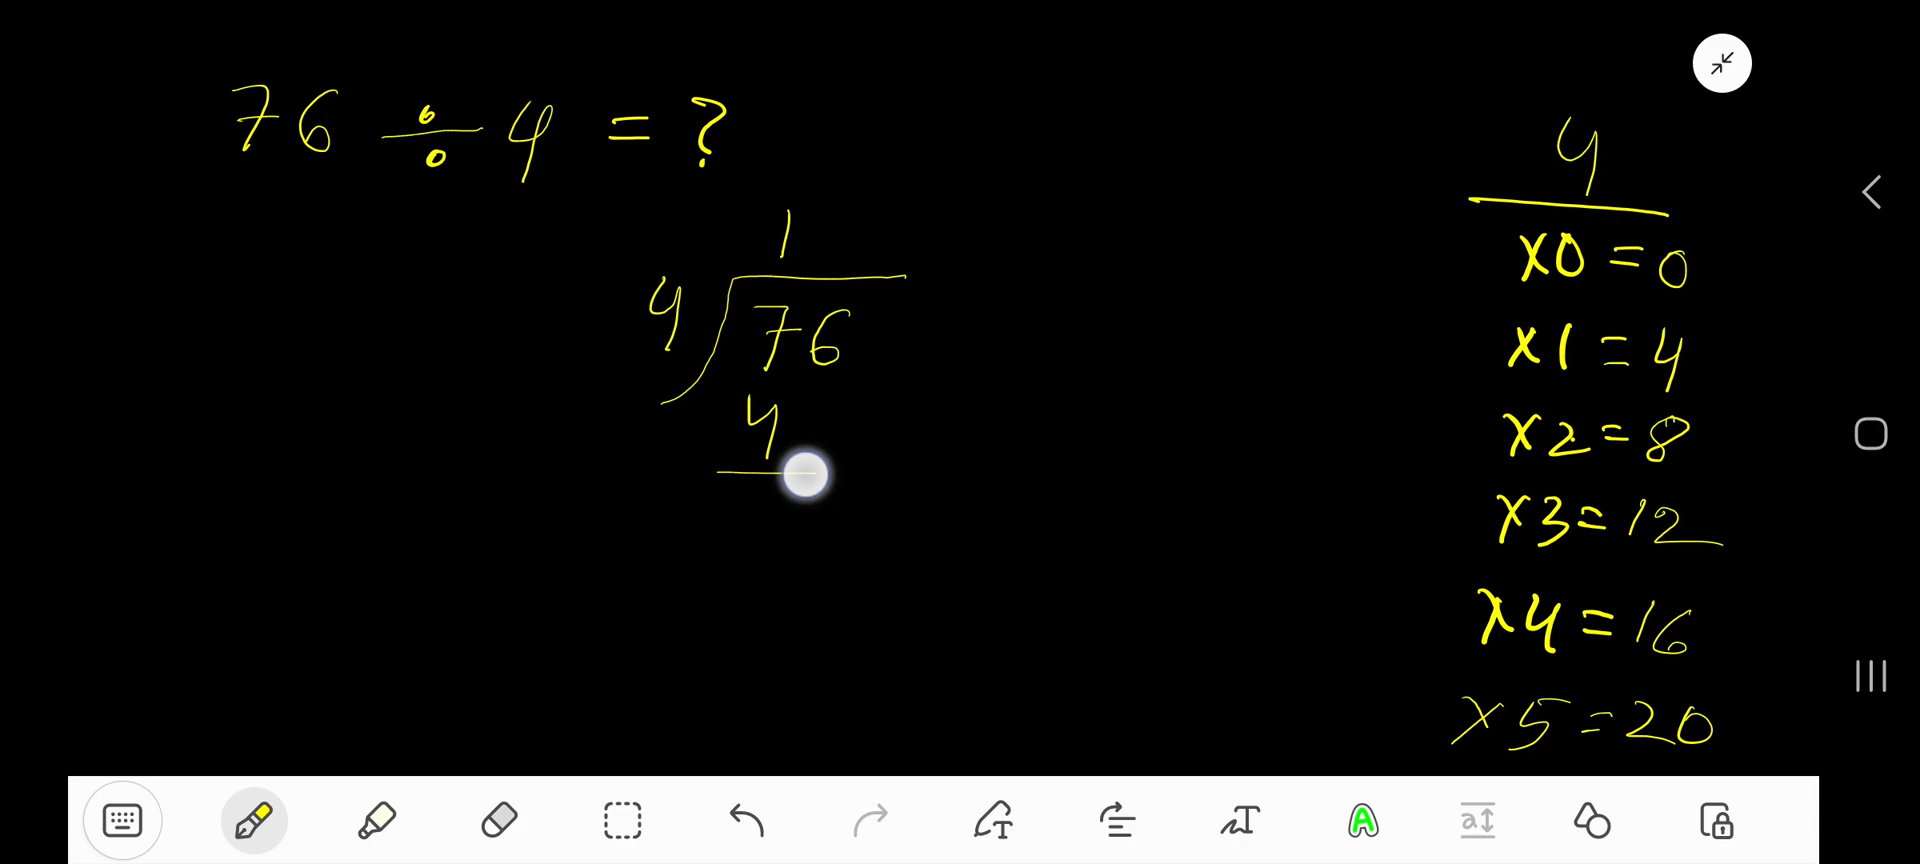 76 ÷ 4 = ?
1
4 76
4
4
x0 = 0
x1 = 4
x2 = 8
x3 = 12
x4 = 16
x5 = 20
T
T
A
a